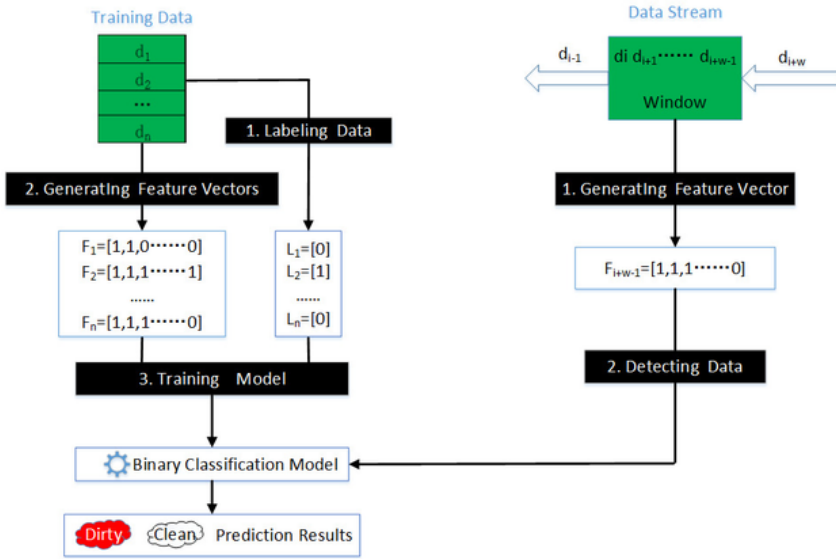 Training Data
d₁
d₂
...
dₙ
1. Labeling Data
2. Generating Feature Vectors
F₁=[1,1,0······0]
F₂=[1,1,1······1]
......
Fₙ=[1,1,1······0]
L₁=[0]
L₂=[1]
......
Lₙ=[0]
3. Training Model
Data Stream
dᵢ₋₁
di dᵢ₊₁······ dᵢ₊w₋₁
dᵢ₊w
Window
1. Generating Feature Vector
Fᵢ₊w₋₁=[1,1,1······0]
2. Detecting Data
Binary Classification Model
Dirty Clean Prediction Results